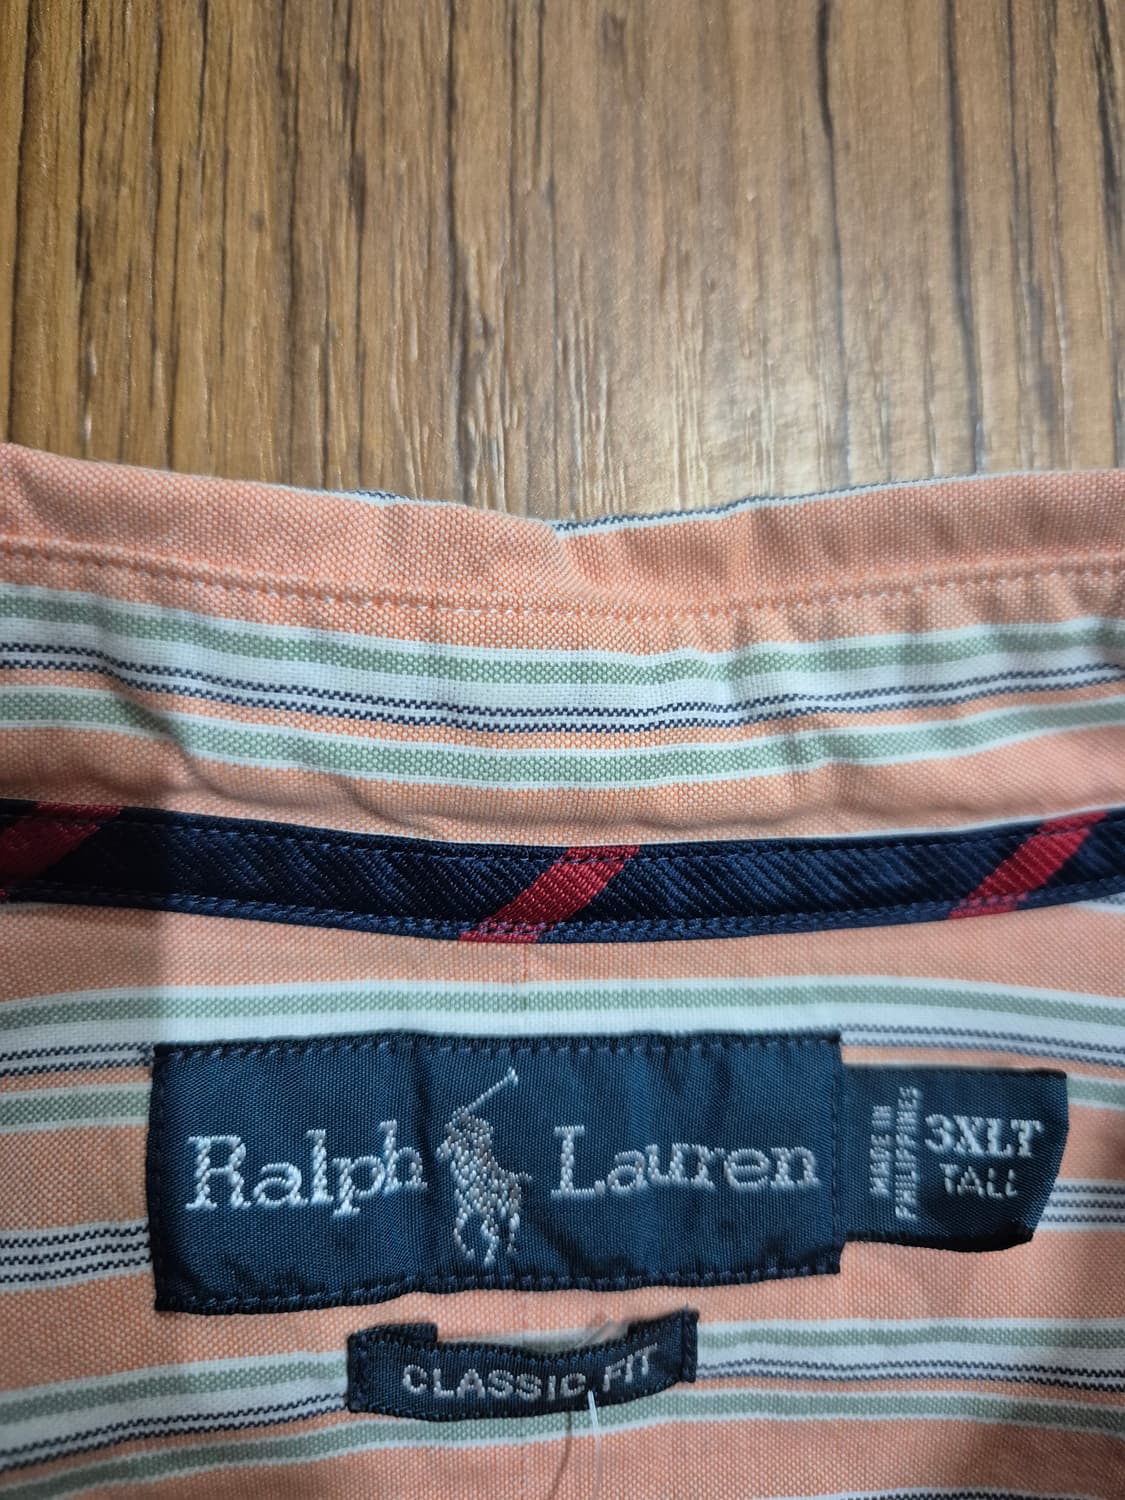 Ralph Lauren
3XLT
TALL
MADE IN
PHILIPPINES
CLASSIC FIT